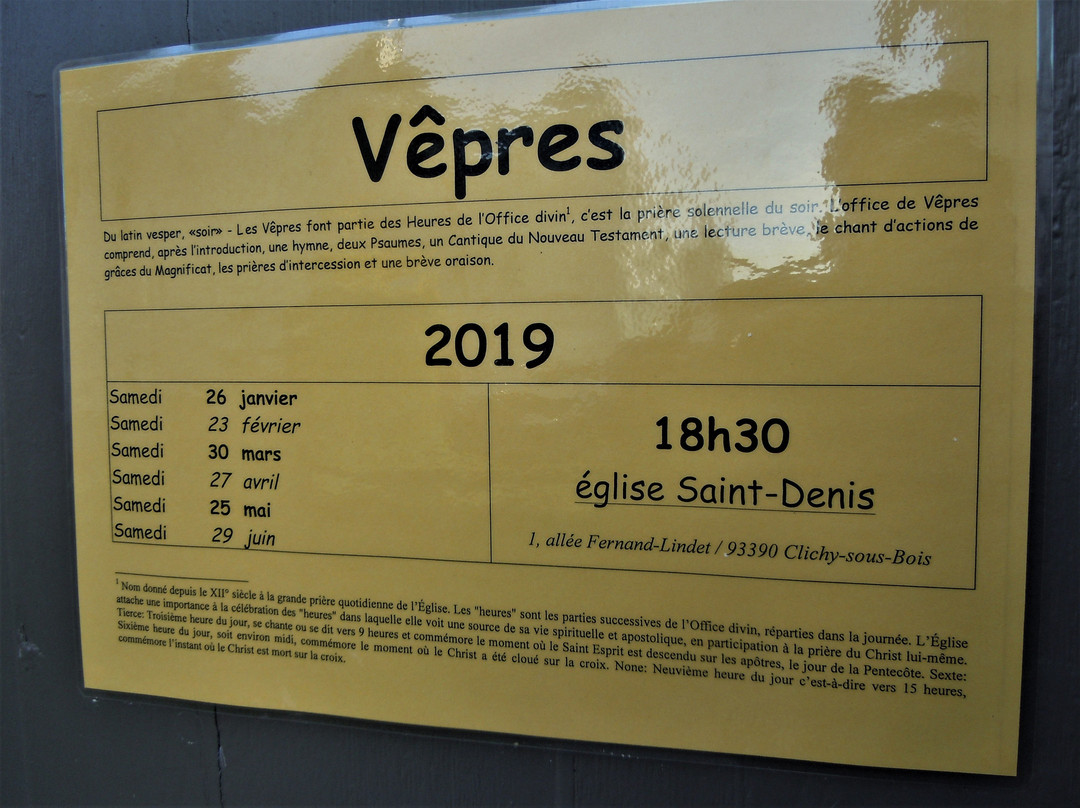 Vêpres
Du latin vesper, «soir» - Les Vêpres font partie des Heures de l'Office divin¹, c'est la prière solennelle du soir. L'office de Vêpres
comprend, après l'introduction, une hymne, deux Psaumes, un Cantique du Nouveau Testament, une lecture brève, le chant d'actions de
grâces du Magnificat, les prières d'intercession et une brève oraison.
2019
Samedi 26 janvier
Samedi 23 février
Samedi 30 mars
Samedi 27 avril
Samedi 25 mai
Samedi 29 juin
18h30
église Saint-Denis
1, allée Fernand-Lindet / 93390 Clichy-sous-Bois
¹ Nom donné depuis le XII° siècle à la grande prière quotidienne de l'Église. Les "heures" sont les parties successives de l'Office divin, réparties dans la journée. L'Église
attache une importance à la célébration des "heures" dans laquelle elle voit une source de sa vie spirituelle et apostolique, en participation à la prière du Christ lui-même.
Tierce: Troisième heure du jour, se chante ou se dit vers 9 heures et commémore le moment où le Saint Esprit est descendu sur les apôtres, le jour de la Pentecôte. Sexte:
Sixième heure du jour, soit environ midi, commémore le moment où le Christ a été cloué sur la croix. None: Neuvième heure du jour c'est-à-dire vers 15 heures,
commémore l'instant où le Christ est mort sur la croix.